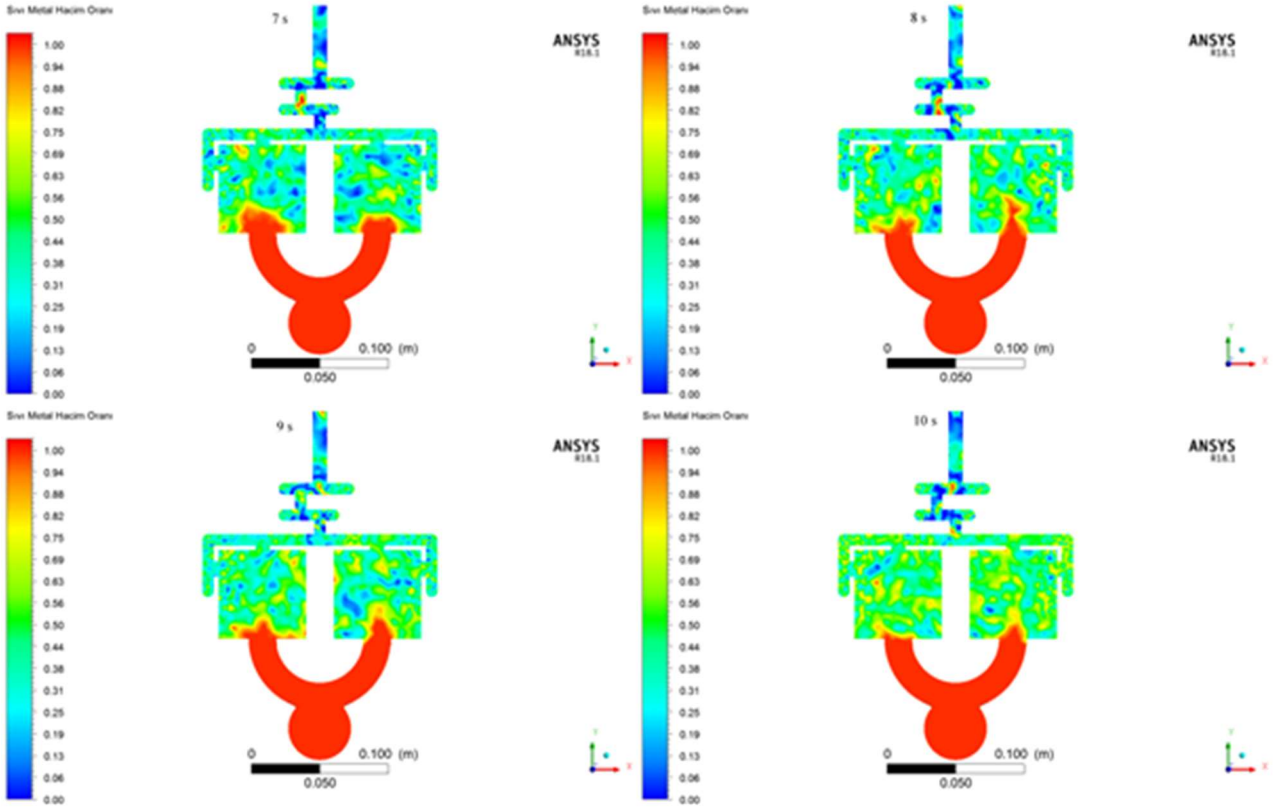 Sıvı Metal Hacim Oranı
7 s
ANSYS
R18.1
1.00
0.94
0.88
0.82
0.75
0.69
0.63
0.56
0.50
0.44
0.38
0.31
0.25
0.19
0.13
0.06
0.00
0 0.100 (m)
0.050
Y
X
Sıvı Metal Hacim Oranı
8 s
ANSYS
R18.1
1.00
0.94
0.88
0.82
0.75
0.69
0.63
0.56
0.50
0.44
0.38
0.31
0.25
0.19
0.13
0.06
0.00
0 0.100 (m)
0.050
Y
X
Sıvı Metal Hacim Oranı
9 s
ANSYS
R18.1
1.00
0.94
0.88
0.82
0.75
0.69
0.63
0.56
0.50
0.44
0.38
0.31
0.25
0.19
0.13
0.06
0.00
0 0.100 (m)
0.050
Y
X
Sıvı Metal Hacim Oranı
10 s
ANSYS
R18.1
1.00
0.94
0.88
0.82
0.75
0.69
0.63
0.56
0.50
0.44
0.38
0.31
0.25
0.19
0.13
0.06
0.00
0 0.100 (m)
0.050
Y
X